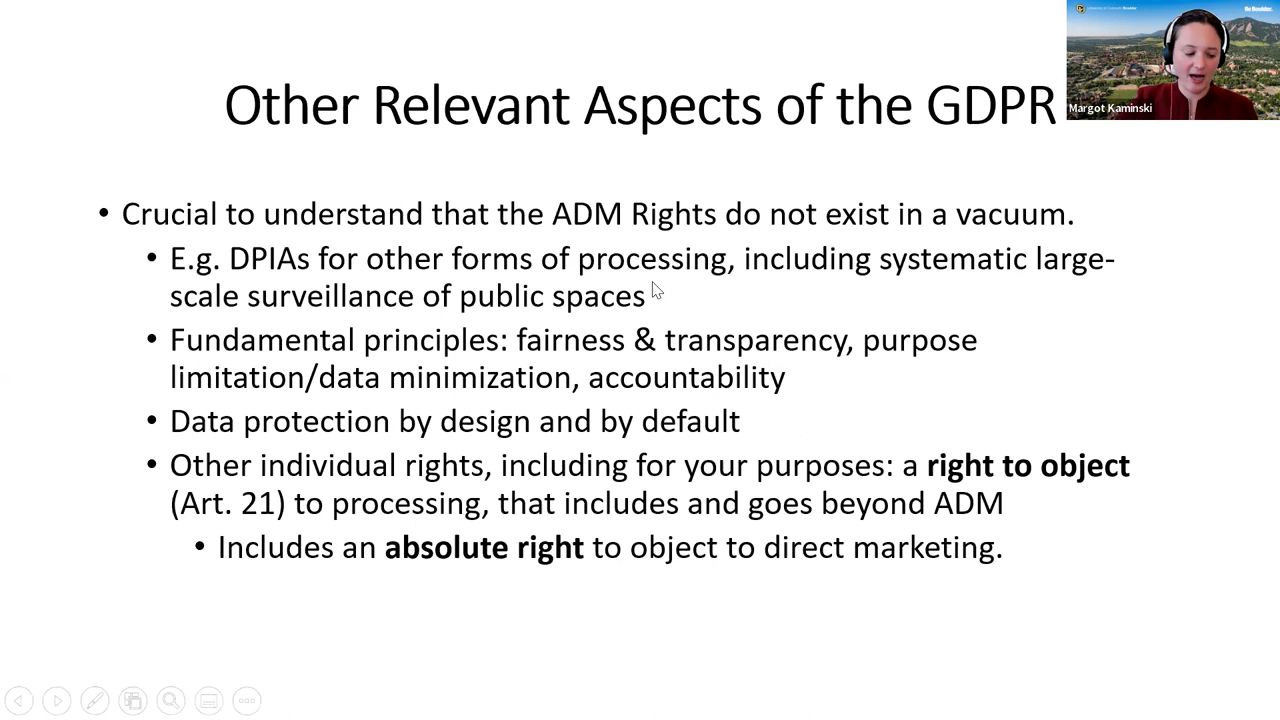 Be Boulder.
Margot Kaminski
Other Relevant Aspects of the GDPR
• Crucial to understand that the ADM Rights do not exist in a vacuum.
• E.g. DPIAs for other forms of processing, including systematic large-
scale surveillance of public spaces
• Fundamental principles: fairness & transparency, purpose
limitation/data minimization, accountability
• Data protection by design and by default
• Other individual rights, including for your purposes: a right to object
(Art. 21) to processing, that includes and goes beyond ADM
• Includes an absolute right to object to direct marketing.